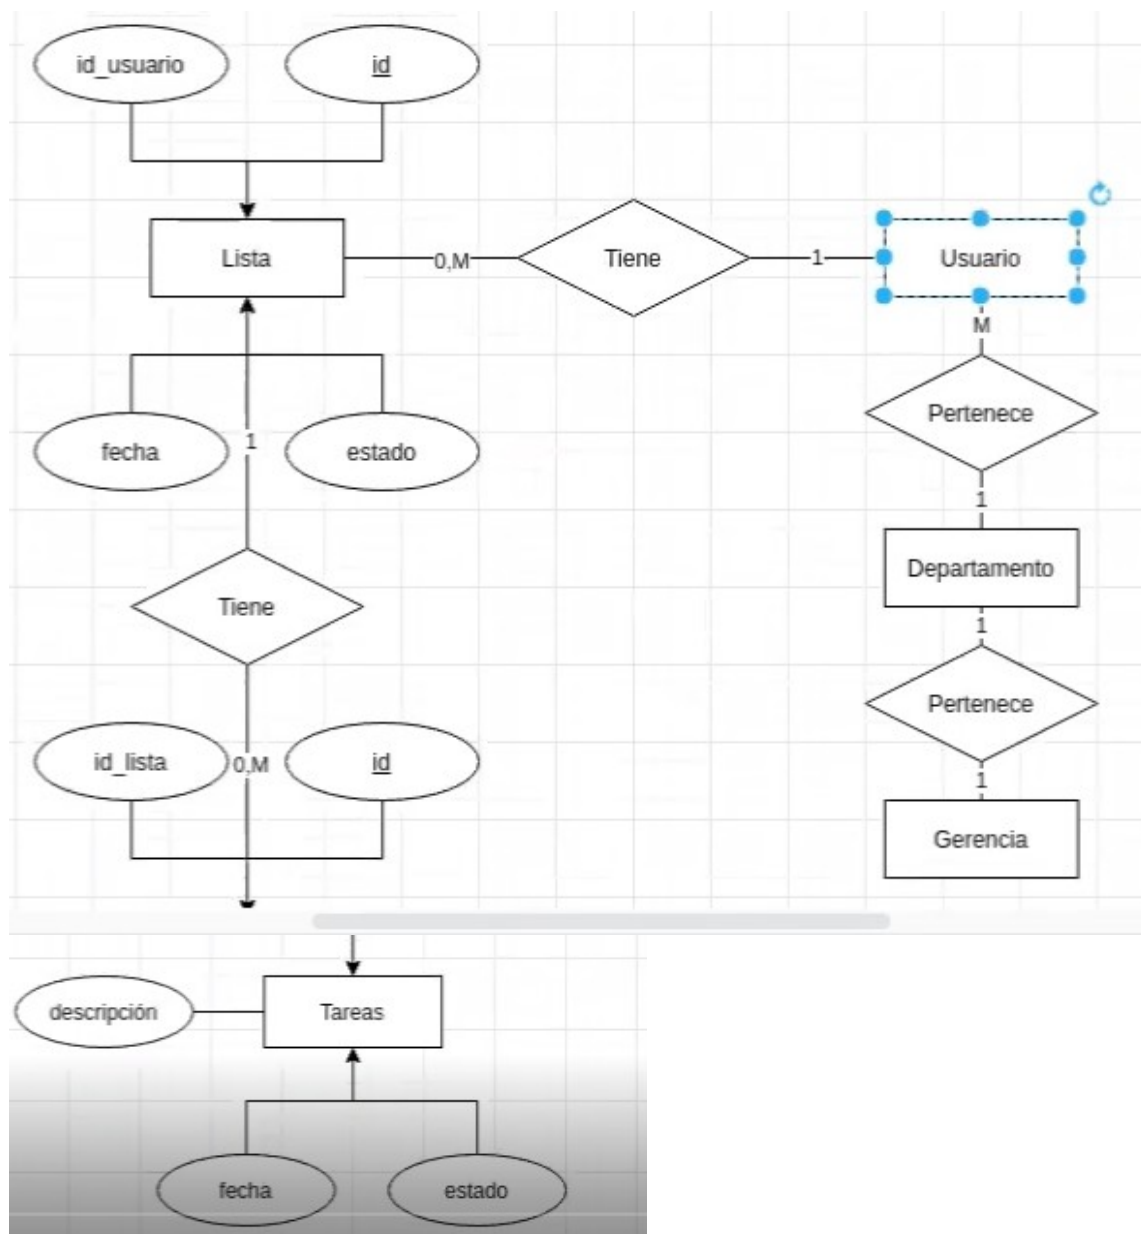 id_usuario
id
Lista
0,M
Tiene
1
Usuario
M
Pertenece
fecha
1
estado
1
Departamento
1
Tiene
Pertenece
id_lista
0,M
id
1
Gerencia
descripción
Tareas
fecha
estado